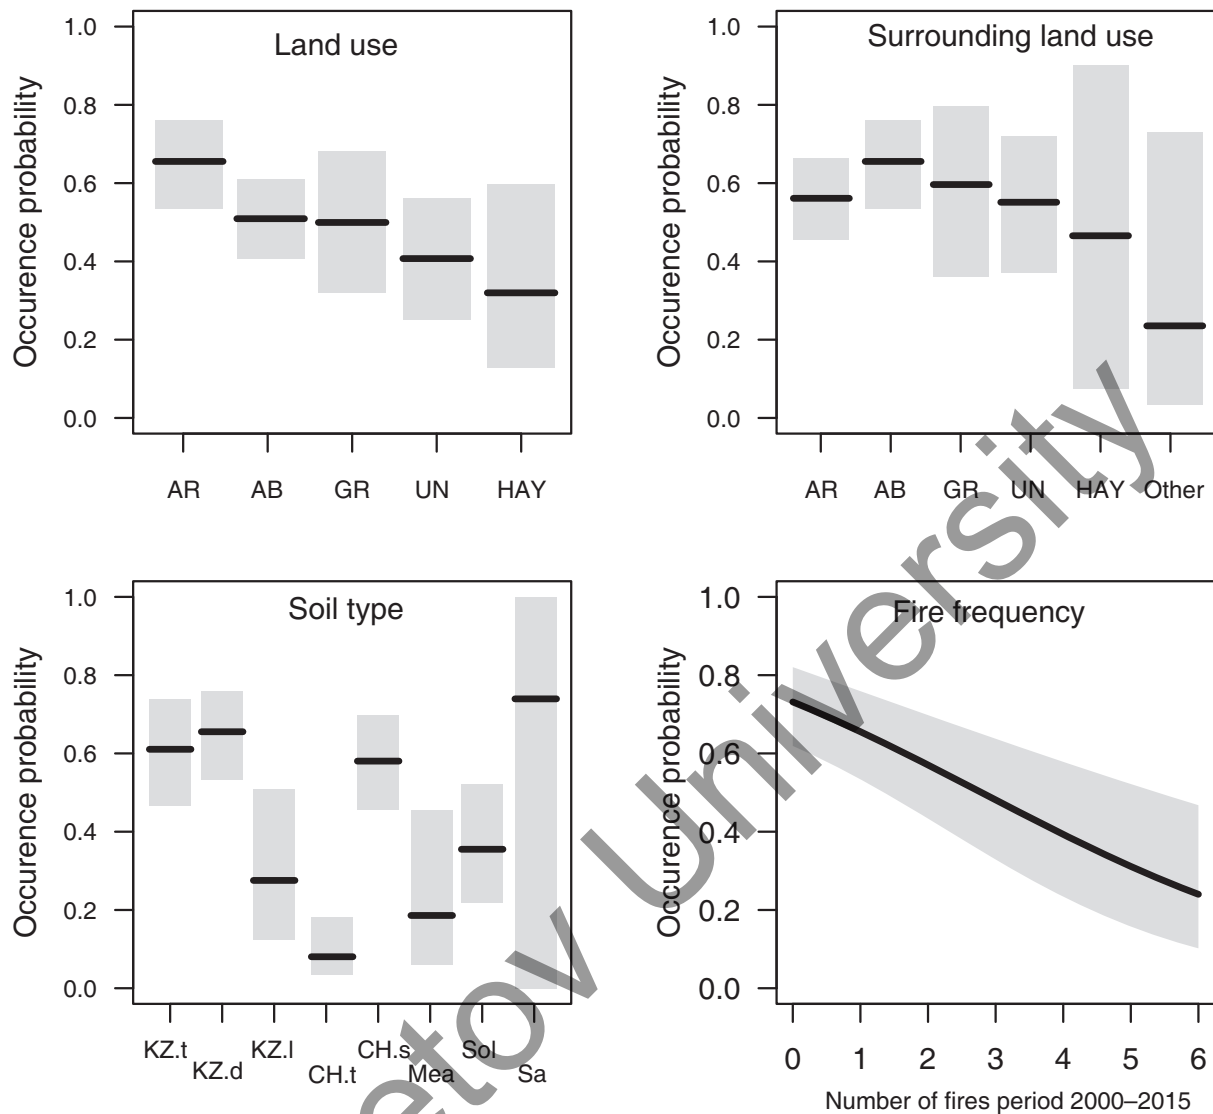 Land use
Occurence probability
1.0
0.8
0.6
0.4
0.2
0.0
AR AB GR UN HAY
Surrounding land use
Occurence probability
1.0
0.8
0.6
0.4
0.2
0.0
AR AB GR UN HAY Other
Soil type
Occurence probability
1.0
0.8
0.6
0.4
0.2
0.0
KZ.t KZ.l CH.s Sol
KZ.d CH.t Mea Sa
Fire frequency
Occurence probability
1.0
0.8
0.6
0.4
0.2
0.0
0 1 2 3 4 5 6
Number of fires period 2000–2015
etov University